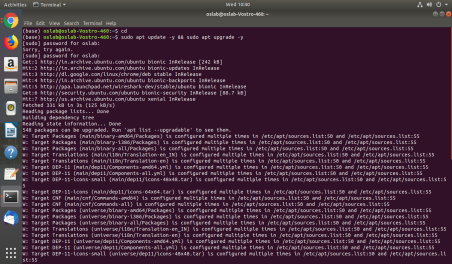 Activities
Terminal
Wed 10:40
oslab@oslab-Vostro-460: ~
File Edit View Search Terminal Help
(base) oslab@oslab-Vostro-460:~$ cd
(base) oslab@oslab-Vostro-460:~$ sudo apt update -y && sudo apt upgrade -y
[sudo] password for oslab:
Sorry, try again.
[sudo] password for oslab:
Get:1 http://in.archive.ubuntu.com/ubuntu bionic InRelease [242 kB]
Hit:2 http://in.archive.ubuntu.com/ubuntu bionic-updates InRelease
Hit:3 http://dl.google.com/linux/chrome/deb stable InRelease
Hit:4 http://in.archive.ubuntu.com/ubuntu bionic-backports InRelease
Hit:5 http://ppa.launchpad.net/wireshark-dev/stable/ubuntu bionic InRelease
Get:6 http://security.ubuntu.com/ubuntu bionic-security InRelease [88.7 kB]
Hit:7 http://in.archive.ubuntu.com/ubuntu xenial InRelease
Fetched 331 kB in 2s [125 kB/s]
Reading package lists... Done
Building dependency tree
Reading state information... Done
548 packages can be upgraded. Run 'apt list --upgradable' to see them.
W: Target Packages (main/binary-amd64/Packages) is configured multiple times in /etc/apt/sources.list:50 and /etc/apt/sources.list:55
W: Target Packages (main/binary-i386/Packages) is configured multiple times in /etc/apt/sources.list:50 and /etc/apt/sources.list:55
W: Target Packages (main/binary-all/Packages) is configured multiple times in /etc/apt/sources.list:50 and /etc/apt/sources.list:55
W: Target Translations (main/i18n/Translation-en_IN) is configured multiple times in /etc/apt/sources.list:50 and /etc/apt/sources.list:55
W: Target Translations (main/i18n/Translation-en) is configured multiple times in /etc/apt/sources.list:50 and /etc/apt/sources.list:55
W: Target DEP-11 (main/dep11/Components-amd64.yml) is configured multiple times in /etc/apt/sources.list:50 and /etc/apt/sources.list:55
W: Target DEP-11 (main/dep11/Components-all.yml) is configured multiple times in /etc/apt/sources.list:50 and /etc/apt/sources.list:55
W: Target DEP-11-icons-small (main/dep11/icons-48x48.tar) is configured multiple times in /etc/apt/sources.list:50 and /etc/apt/sources.list:5
5
W: Target DEP-11-icons (main/dep11/icons-64x64.tar) is configured multiple times in /etc/apt/sources.list:50 and /etc/apt/sources.list:55
W: Target CNF (main/cnf/Commands-amd64) is configured multiple times in /etc/apt/sources.list:50 and /etc/apt/sources.list:55
W: Target CNF (main/cnf/Commands-all) is configured multiple times in /etc/apt/sources.list:50 and /etc/apt/sources.list:55
W: Target Packages (universe/binary-amd64/Packages) is configured multiple times in /etc/apt/sources.list:50 and /etc/apt/sources.list:55
W: Target Packages (universe/binary-i386/Packages) is configured multiple times in /etc/apt/sources.list:50 and /etc/apt/sources.list:55
W: Target Packages (universe/binary-all/Packages) is configured multiple times in /etc/apt/sources.list:50 and /etc/apt/sources.list:55
W: Target Translations (universe/i18n/Translation-en_IN) is configured multiple times in /etc/apt/sources.list:50 and /etc/apt/sources.list:55
W: Target Translations (universe/i18n/Translation-en) is configured multiple times in /etc/apt/sources.list:50 and /etc/apt/sources.list:55
W: Target DEP-11 (universe/dep11/Components-amd64.yml) is configured multiple times in /etc/apt/sources.list:50 and /etc/apt/sources.list:55
W: Target DEP-11 (universe/dep11/Components-all.yml) is configured multiple times in /etc/apt/sources.list:50 and /etc/apt/sources.list:55
W: Target DEP-11-icons-small (universe/dep11/icons-48x48.tar) is configured multiple times in /etc/apt/sources.list:50 and /etc/apt/sources.li
st:55